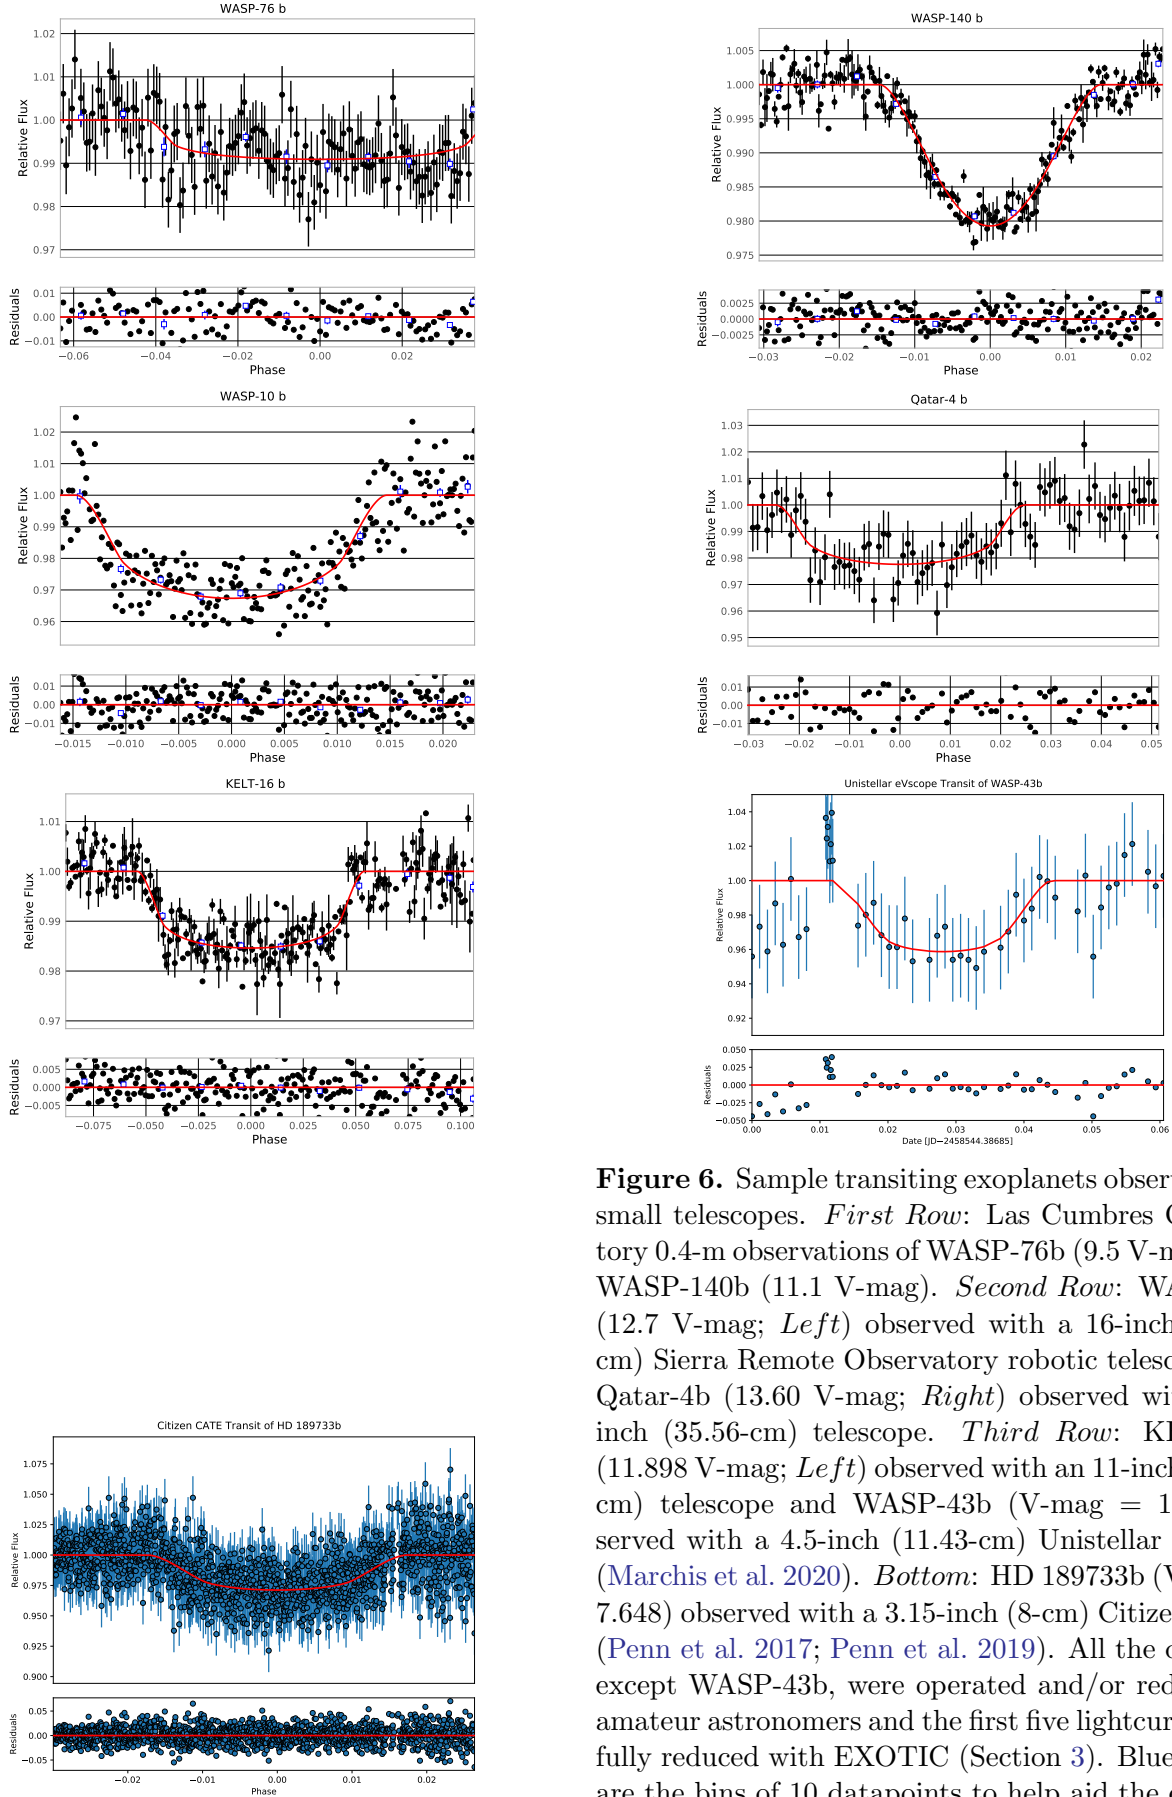 WASP-76 b
1.02
1.01
1.00
0.99
0.98
0.97
Relative Flux
0.01
0.00
−0.01
Residuals
−0.06 −0.04 −0.02 0.00 0.02
Phase
WASP-140 b
1.005
1.000
0.995
0.990
0.985
0.980
0.975
Relative Flux
0.0025
0.0000
−0.0025
Residuals
−0.03 −0.02 −0.01 0.00 0.01 0.02
Phase
WASP-10 b
1.02
1.01
1.00
0.99
0.98
0.97
0.96
Relative Flux
0.01
0.00
−0.01
Residuals
−0.015 −0.010 −0.005 0.000 0.005 0.010 0.015 0.020
Phase
Qatar-4 b
1.03
1.02
1.01
1.00
0.99
0.98
0.97
0.96
0.95
Relative Flux
0.01
0.00
−0.01
Residuals
−0.03 −0.02 −0.01 0.00 0.01 0.02 0.03 0.04 0.05
Phase
KELT-16 b
1.01
1.00
0.99
0.98
0.97
Relative Flux
0.005
0.000
−0.005
Residuals
−0.075 −0.050 −0.025 0.000 0.025 0.050 0.075 0.100
Phase
Unistellar eVscope Transit of WASP-43b
1.04
1.02
1.00
0.98
0.96
0.94
0.92
Relative Flux
0.050
0.025
0.000
−0.025
−0.050
Residuals
0.00 0.01 0.02 0.03 0.04 0.05 0.06
Date [JD−2458544.38685]
Citizen CATE Transit of HD 189733b
1.075
1.050
1.025
1.000
0.975
0.950
0.925
0.900
Relative Flux
0.05
0.00
−0.05
Residuals
−0.02 −0.01 0.00 0.01 0.02
Phase
Figure 6. Sample transiting exoplanets obser
small telescopes. First Row: Las Cumbres
tory 0.4-m observations of WASP-76b (9.5 V-m
WASP-140b (11.1 V-mag). Second Row: WA
(12.7 V-mag; Left) observed with a 16-inch
cm) Sierra Remote Observatory robotic telesc
Qatar-4b (13.60 V-mag; Right) observed wi
inch (35.56-cm) telescope. Third Row: KE
(11.898 V-mag; Left) observed with an 11-inch
cm) telescope and WASP-43b (V-mag = 1
served with a 4.5-inch (11.43-cm) Unistellar
(Marchis et al. 2020). Bottom: HD 189733b (V
7.648) observed with a 3.15-inch (8-cm) Citize
(Penn et al. 2017; Penn et al. 2019). All the
except WASP-43b, were operated and/or red
amateur astronomers and the first five lightcur
fully reduced with EXOTIC (Section 3). Blue
are the bins of 10 datapoints to help aid the